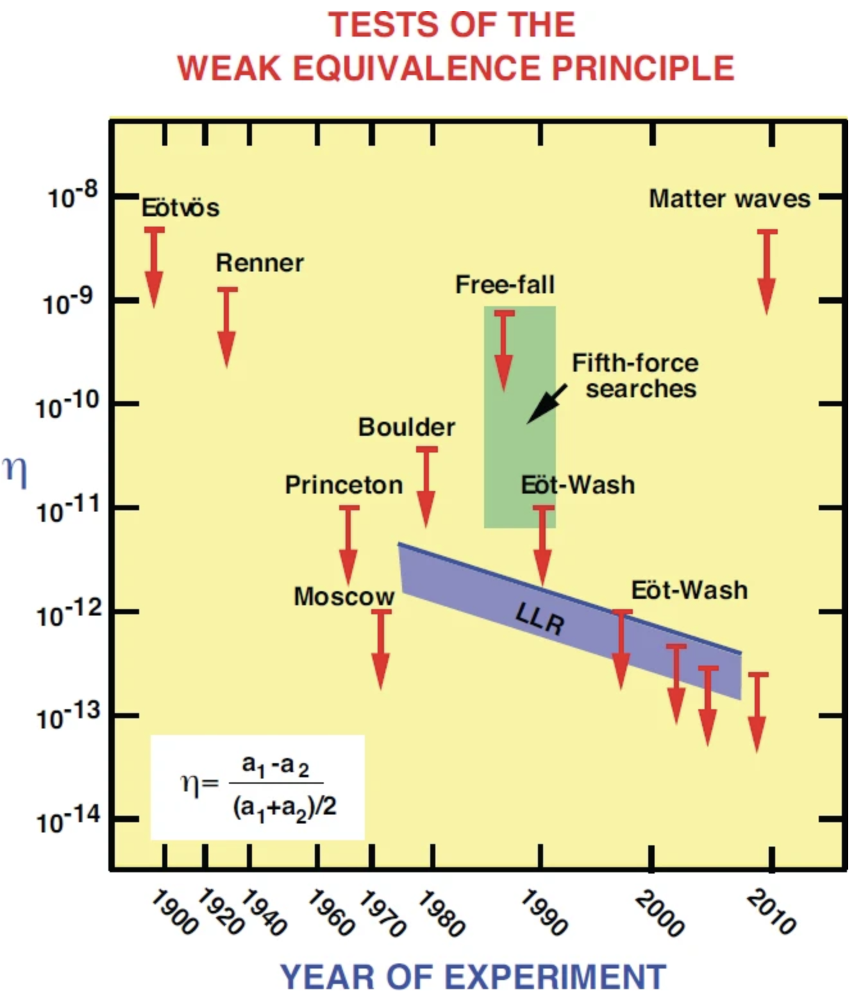 TESTS OF THE
WEAK EQUIVALENCE PRINCIPLE
10-8
Eötvös
Matter waves
Renner
10-9
Free-fall
Fifth-force
searches
10-10
Boulder
η
Princeton
Eöt-Wash
10-11
Moscow
Eöt-Wash
10-12
LLR
10-13
η= a1 -a2
(a1+a2)/2
10-14
1900 1920 1940 1960 1970 1980 1990 2000 2010
YEAR OF EXPERIMENT